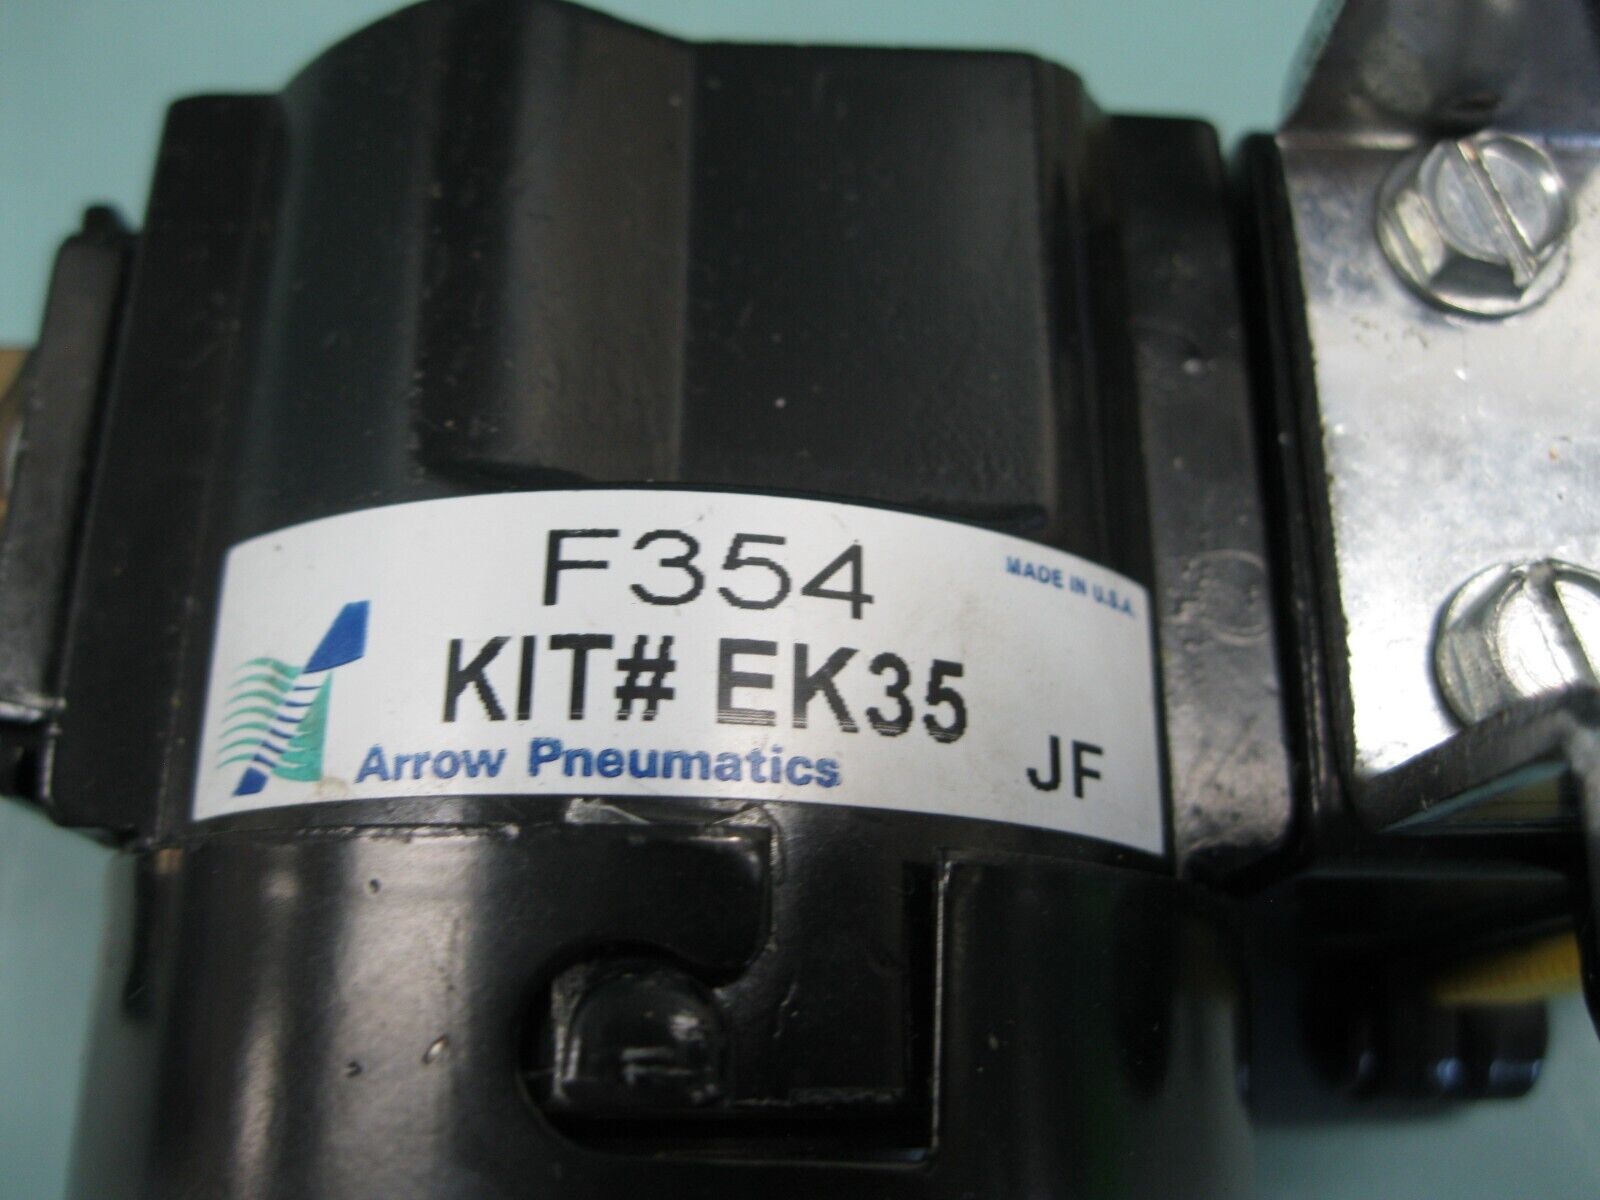 F354
MADE IN U.S.A.
KIT# EK35
Arrow Pneumatics
JF